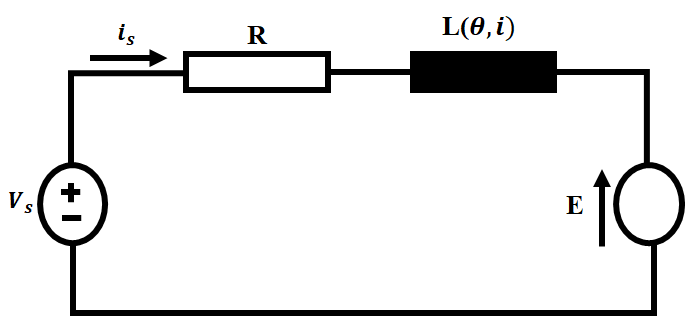 i_s
R
L(θ, i)
V_s
+
−
E